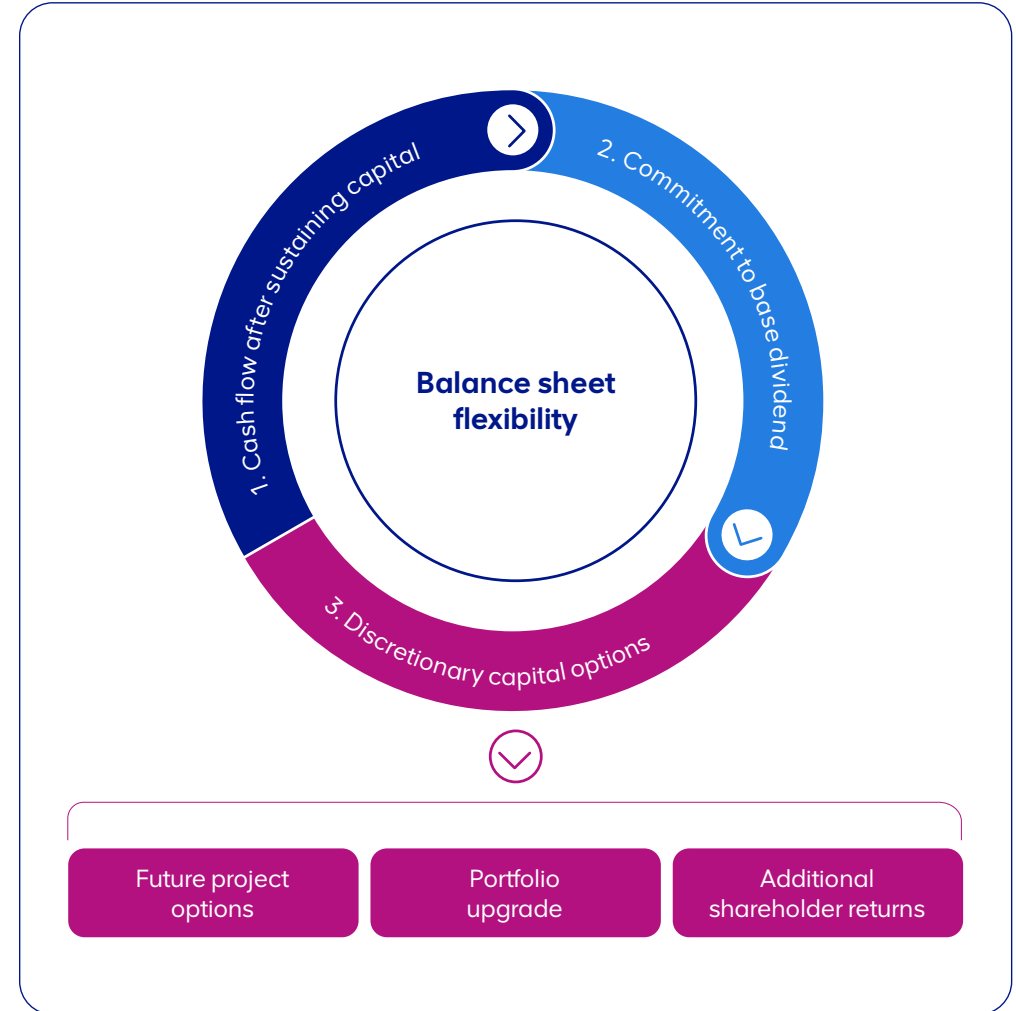 1. Cash flow after sustaining capital
2. Commitment to base dividend
Balance sheet
flexibility
3. Discretionary capital options
Future project
options
Portfolio
upgrade
Additional
shareholder returns